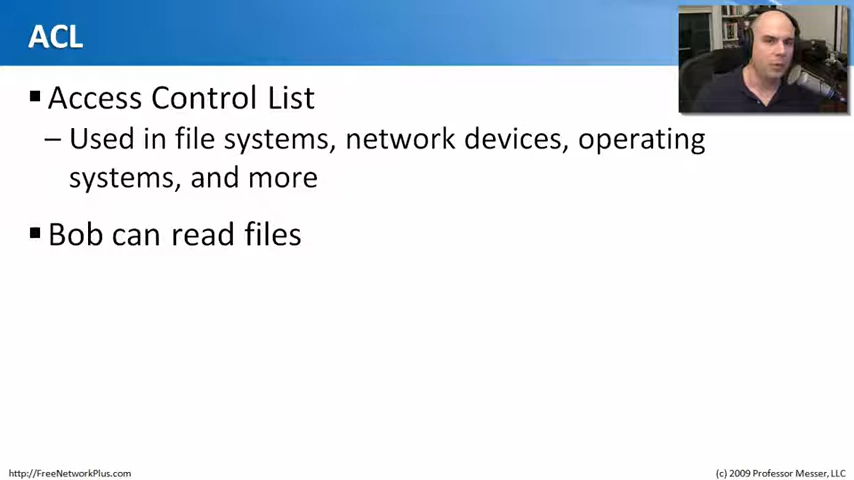 ACL
▪ Access Control List
– Used in file systems, network devices, operating
systems, and more
▪ Bob can read files
http://FreeNetworkPlus.com
(c) 2009 Professor Messer, LLC